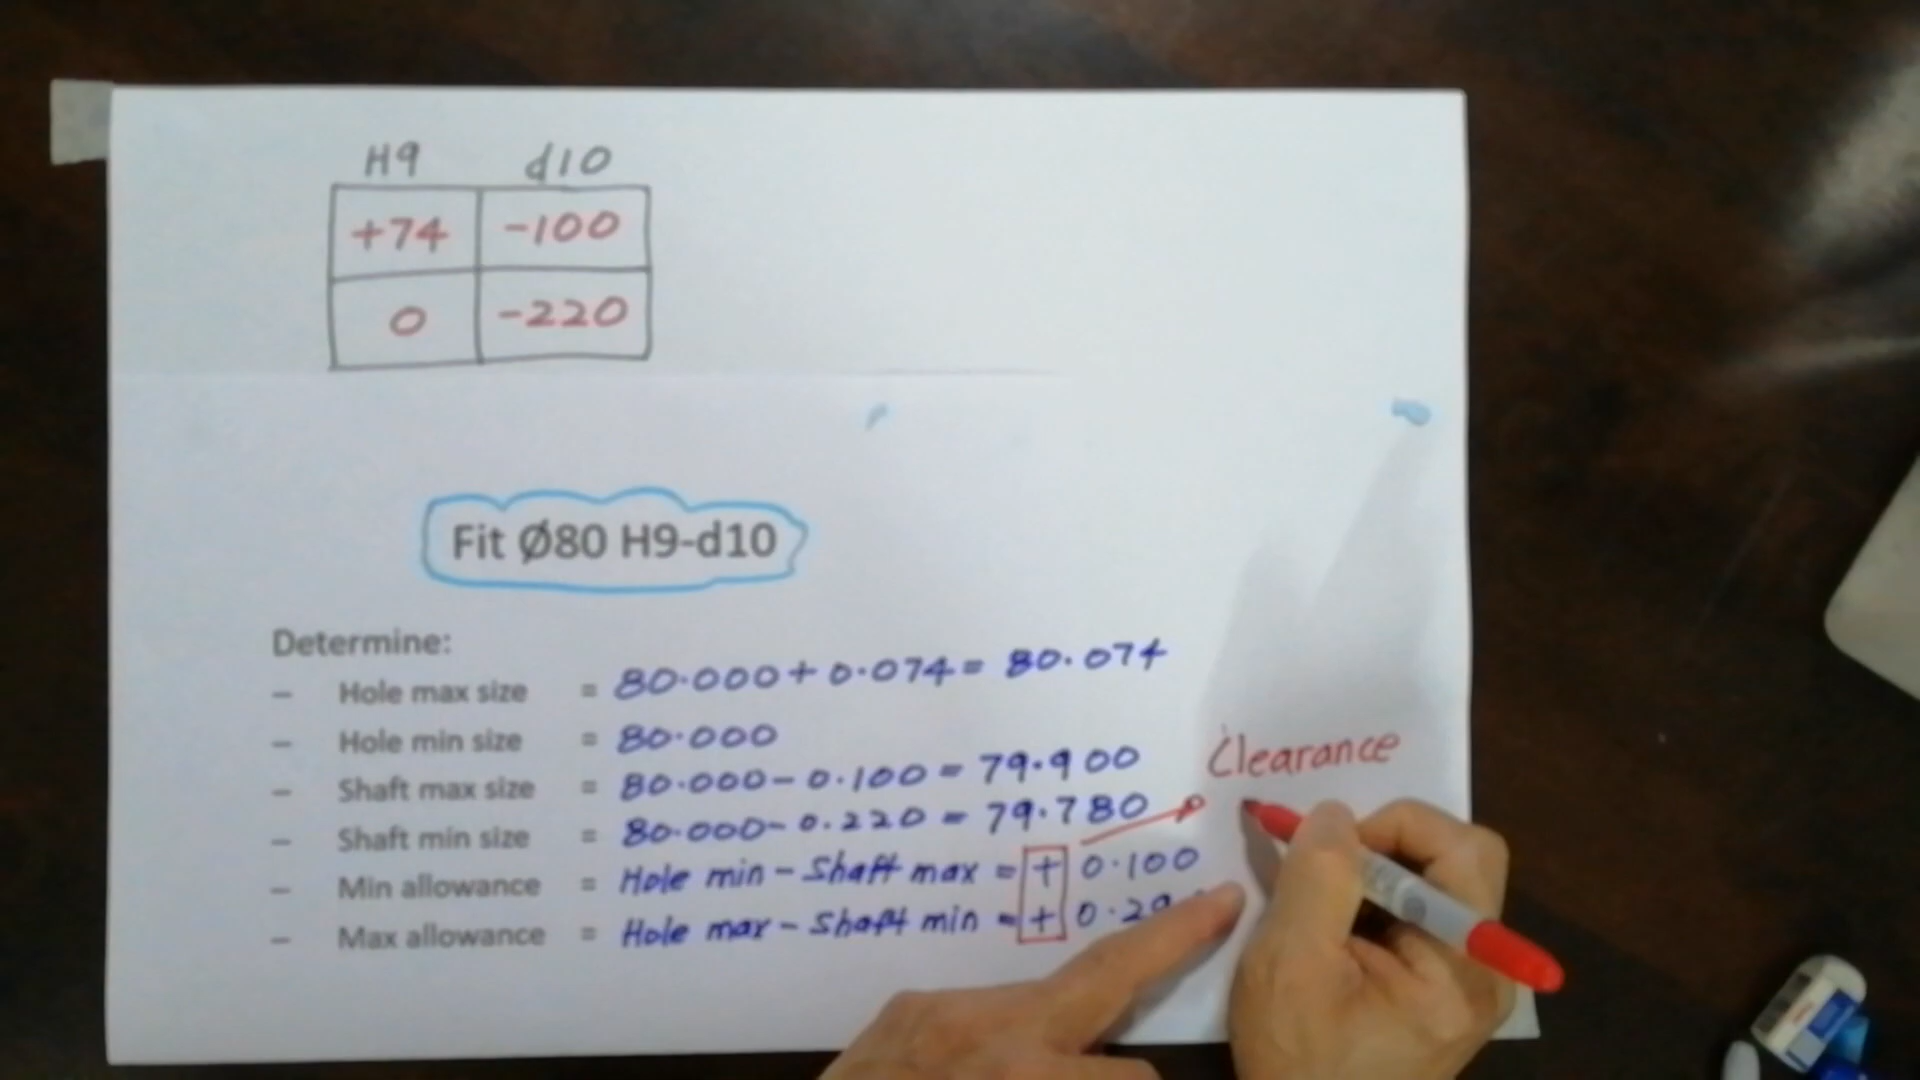 H9 d10
+74 -100
0 -220
Fit Ø80 H9-d10
Determine:
– Hole max size = 80.000 + 0.074 = 80.074
– Hole min size = 80.000
– Shaft max size = 80.000 - 0.100 = 79.900
– Shaft min size = 80.000 - 0.220 = 79.780
Clearance
– Min allowance = Hole min - Shaft max = + 0.100
– Max allowance = Hole max - Shaft min = +